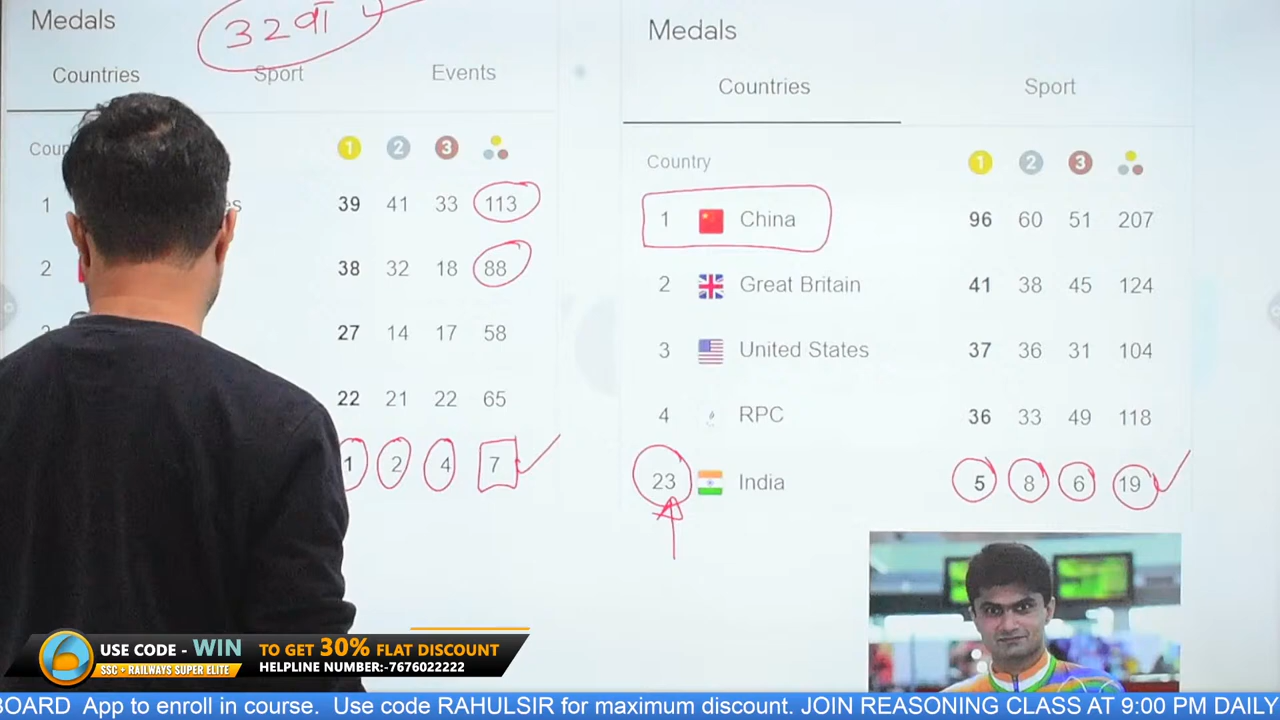 Medals
32वाँ
Countries
Sport
Events
1
39
41
33
113
2
38
32
18
88
27
14
17
58
22
21
22
65
1
2
4
7
Medals
Countries
Sport
Country
1
2
3
1 China 96 60 51 207
2 Great Britain 41 38 45 124
3 United States 37 36 31 104
4 RPC 36 33 49 118
23 India 5 8 6 19
USE CODE - WIN
SSC + RAILWAYS SUPER ELITE
TO GET 30% FLAT DISCOUNT
HELPLINE NUMBER:-7676022222
BOARD App to enroll in course. Use code RAHULSIR for maximum discount. JOIN REASONING CLASS AT 9:00 PM DAILY